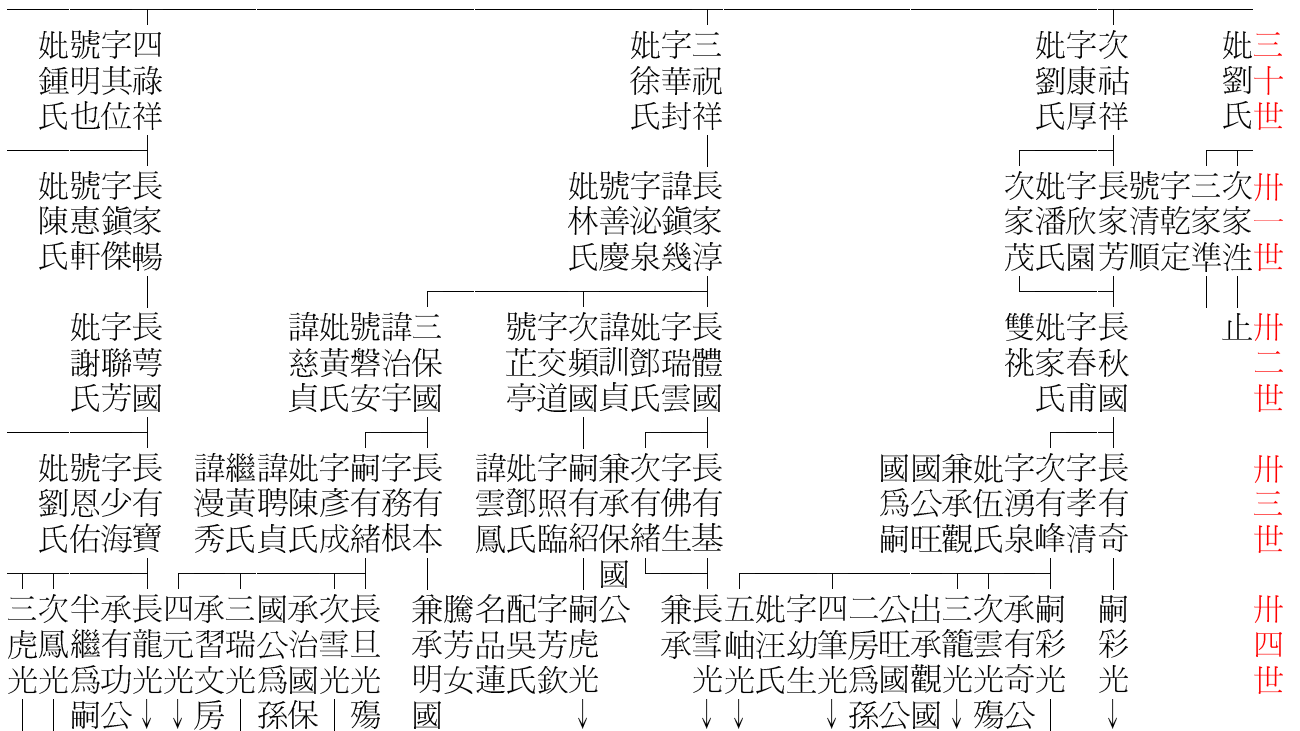 三十世
妣劉氏
次祜祥
字康厚
妣劉氏
三祝祥
字華封
妣徐氏
四祿祥
字其位
號明也
妣鍾氏
卅一世
次家泩
三家準
字乾定
號清順
長家芳
字欣園
妣潘氏
次家茂
長家淳
諱鎭幾
字泌泉
號善慶
妣林氏
長家暢
字鎭傑
號惠軒
妣陳氏
卅二世
止
長秋國
字春甫
妣家氏
雙祧
長體國
字瑞雲
妣鄧氏
諱訓貞
次頻國
字交道
號芷亭
三保國
諱治宇
號磐安
妣黃氏
諱慈貞
長萼國
字聯芳
妣謝氏
卅三世
長有奇
字孝清
次有峰
字湧泉
妣伍氏
兼承觀
國公旺
國爲嗣
長有基
字佛生
次有緒
兼承保國公
嗣有紹
字照臨
妣鄧氏
諱雲鳳
長有本
字務根
嗣有緒
字彥成
妣陳氏
諱聘貞
繼黃氏
諱漫秀
長有寶
字少海
號恩佑
妣劉氏
卅四世
嗣彩光
嗣彩光
承有奇公
次雲光殤
三籠光
出承觀國
公旺國公
二房爲孫
四筆光
字幼生
妣汪氏
五岫光
長雪光
兼承
嗣虎光
字芳欽
配吳氏
名品蓮
騰芳女
兼承明國
長旦光殤
次雪光
承治國保
國公爲孫
三瑞光
承習文房
四元光
長龍光
承有功公
半繼爲嗣
次鳳光
三虎光